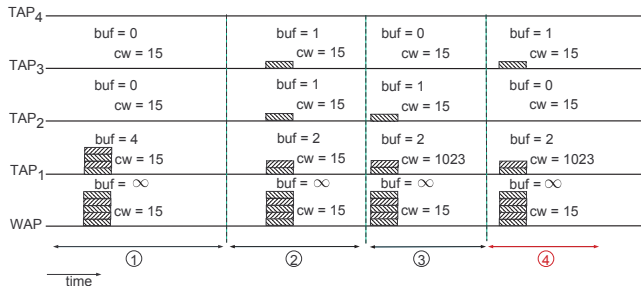 TAP4
buf = 0 buf = 1 buf = 0 buf = 1
cw = 15 cw = 15 cw = 15 cw = 15
TAP3
buf = 0 buf = 1 buf = 1 buf = 0
cw = 15 cw = 15 cw = 15 cw = 15
TAP2
buf = 4 buf = 2 buf = 2 buf = 2
cw = 15 cw = 15 cw = 1023 cw = 1023
TAP1
buf = ∞ buf = ∞ buf = ∞ buf = ∞
cw = 15 cw = 15 cw = 15 cw = 15
WAP
① ② ③ ④
time